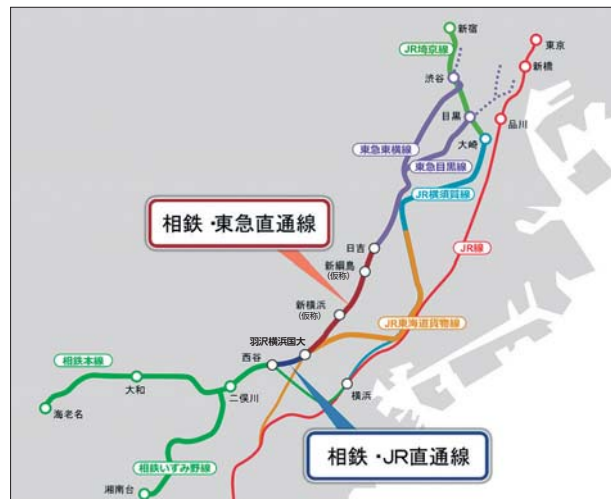 新宿
東京
JR埼京線
新橋
渋谷
目黒
品川
大崎
東急東横線
東急目黒線
JR横須賀線
相鉄・東急直通線
日吉
JR線
新綱島
(仮称)
新横浜
(仮称)
JR東海道貨物線
羽沢横浜国大
西谷
相鉄本線
大和
二俣川
横浜
海老名
相鉄・JR直通線
相鉄いずみ野線
湘南台